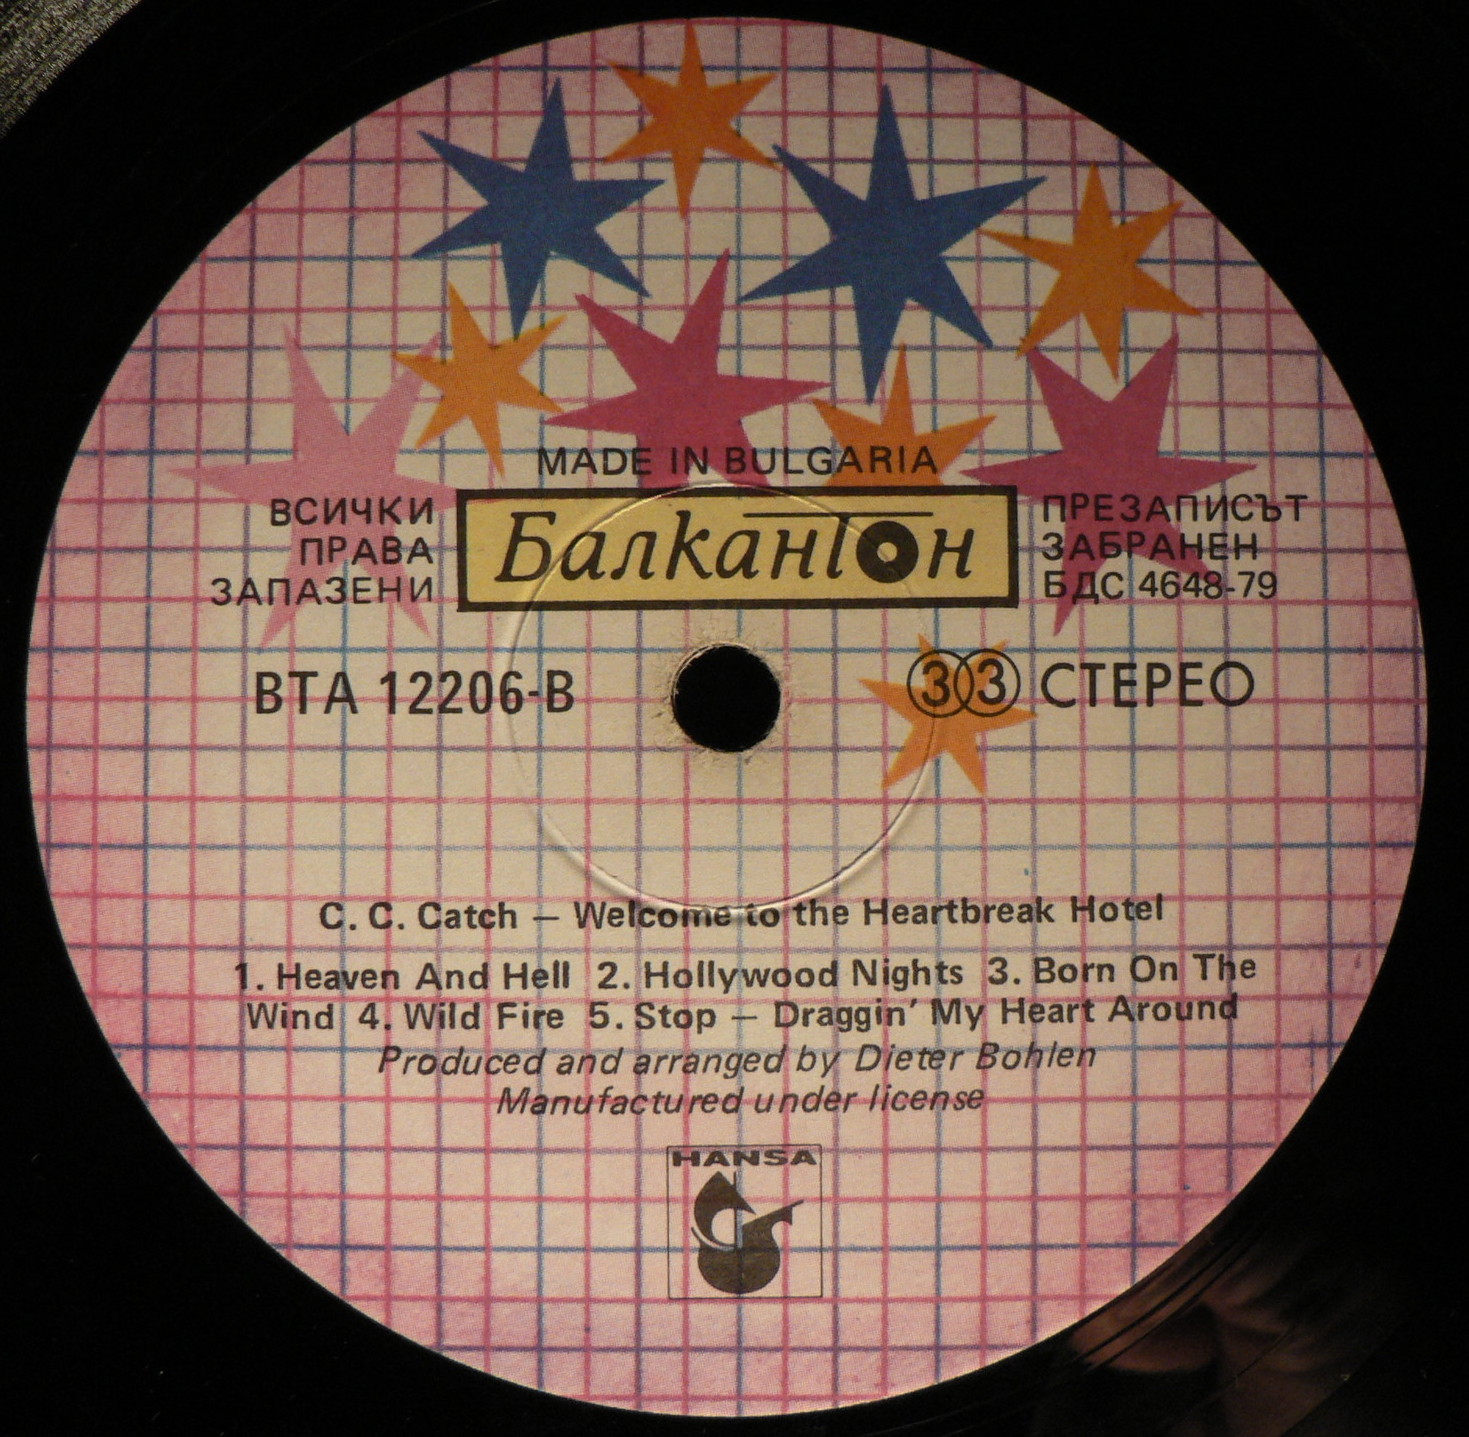 MADE IN BULGARIA
ВСИЧКИ
ПРАВА
ЗАПАЗЕНИ
Балкантон
ПРЕЗАПИСЪТ
ЗАБРАНЕН
БДС 4648-79
ВТА 12206-В
33 СТЕРЕО
C. C. Catch – Welcome to the Heartbreak Hotel
1. Heaven And Hell 2. Hollywood Nights 3. Born On The
Wind 4. Wild Fire 5. Stop – Draggin' My Heart Around
Produced and arranged by Dieter Bohlen
Manufactured under license
HANSA